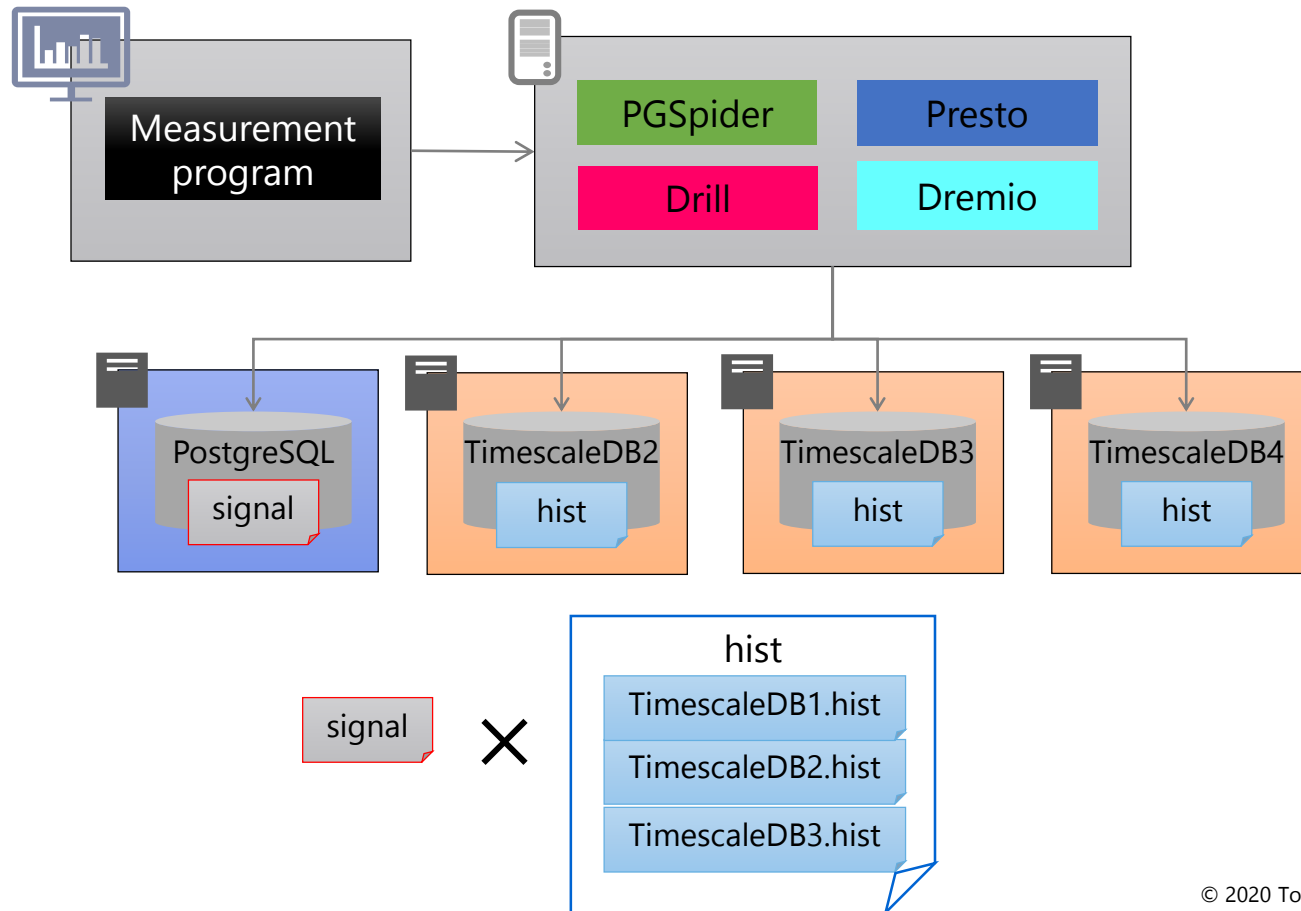 Measurement
program
PGSpider
Presto
Drill
Dremio
PostgreSQL
signal
TimescaleDB2
hist
TimescaleDB3
hist
TimescaleDB4
hist
signal
hist
TimescaleDB1.hist
TimescaleDB2.hist
TimescaleDB3.hist
© 2020 To